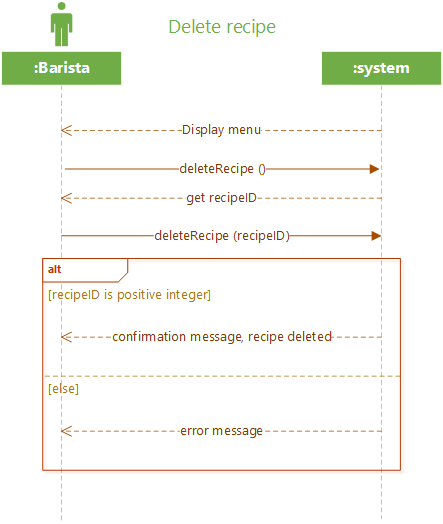 Delete recipe
:Barista
:system
Display menu
deleteRecipe ()
get recipeID
deleteRecipe (recipeID)
alt
[recipeID is positive integer]
confirmation message, recipe deleted
[else]
error message